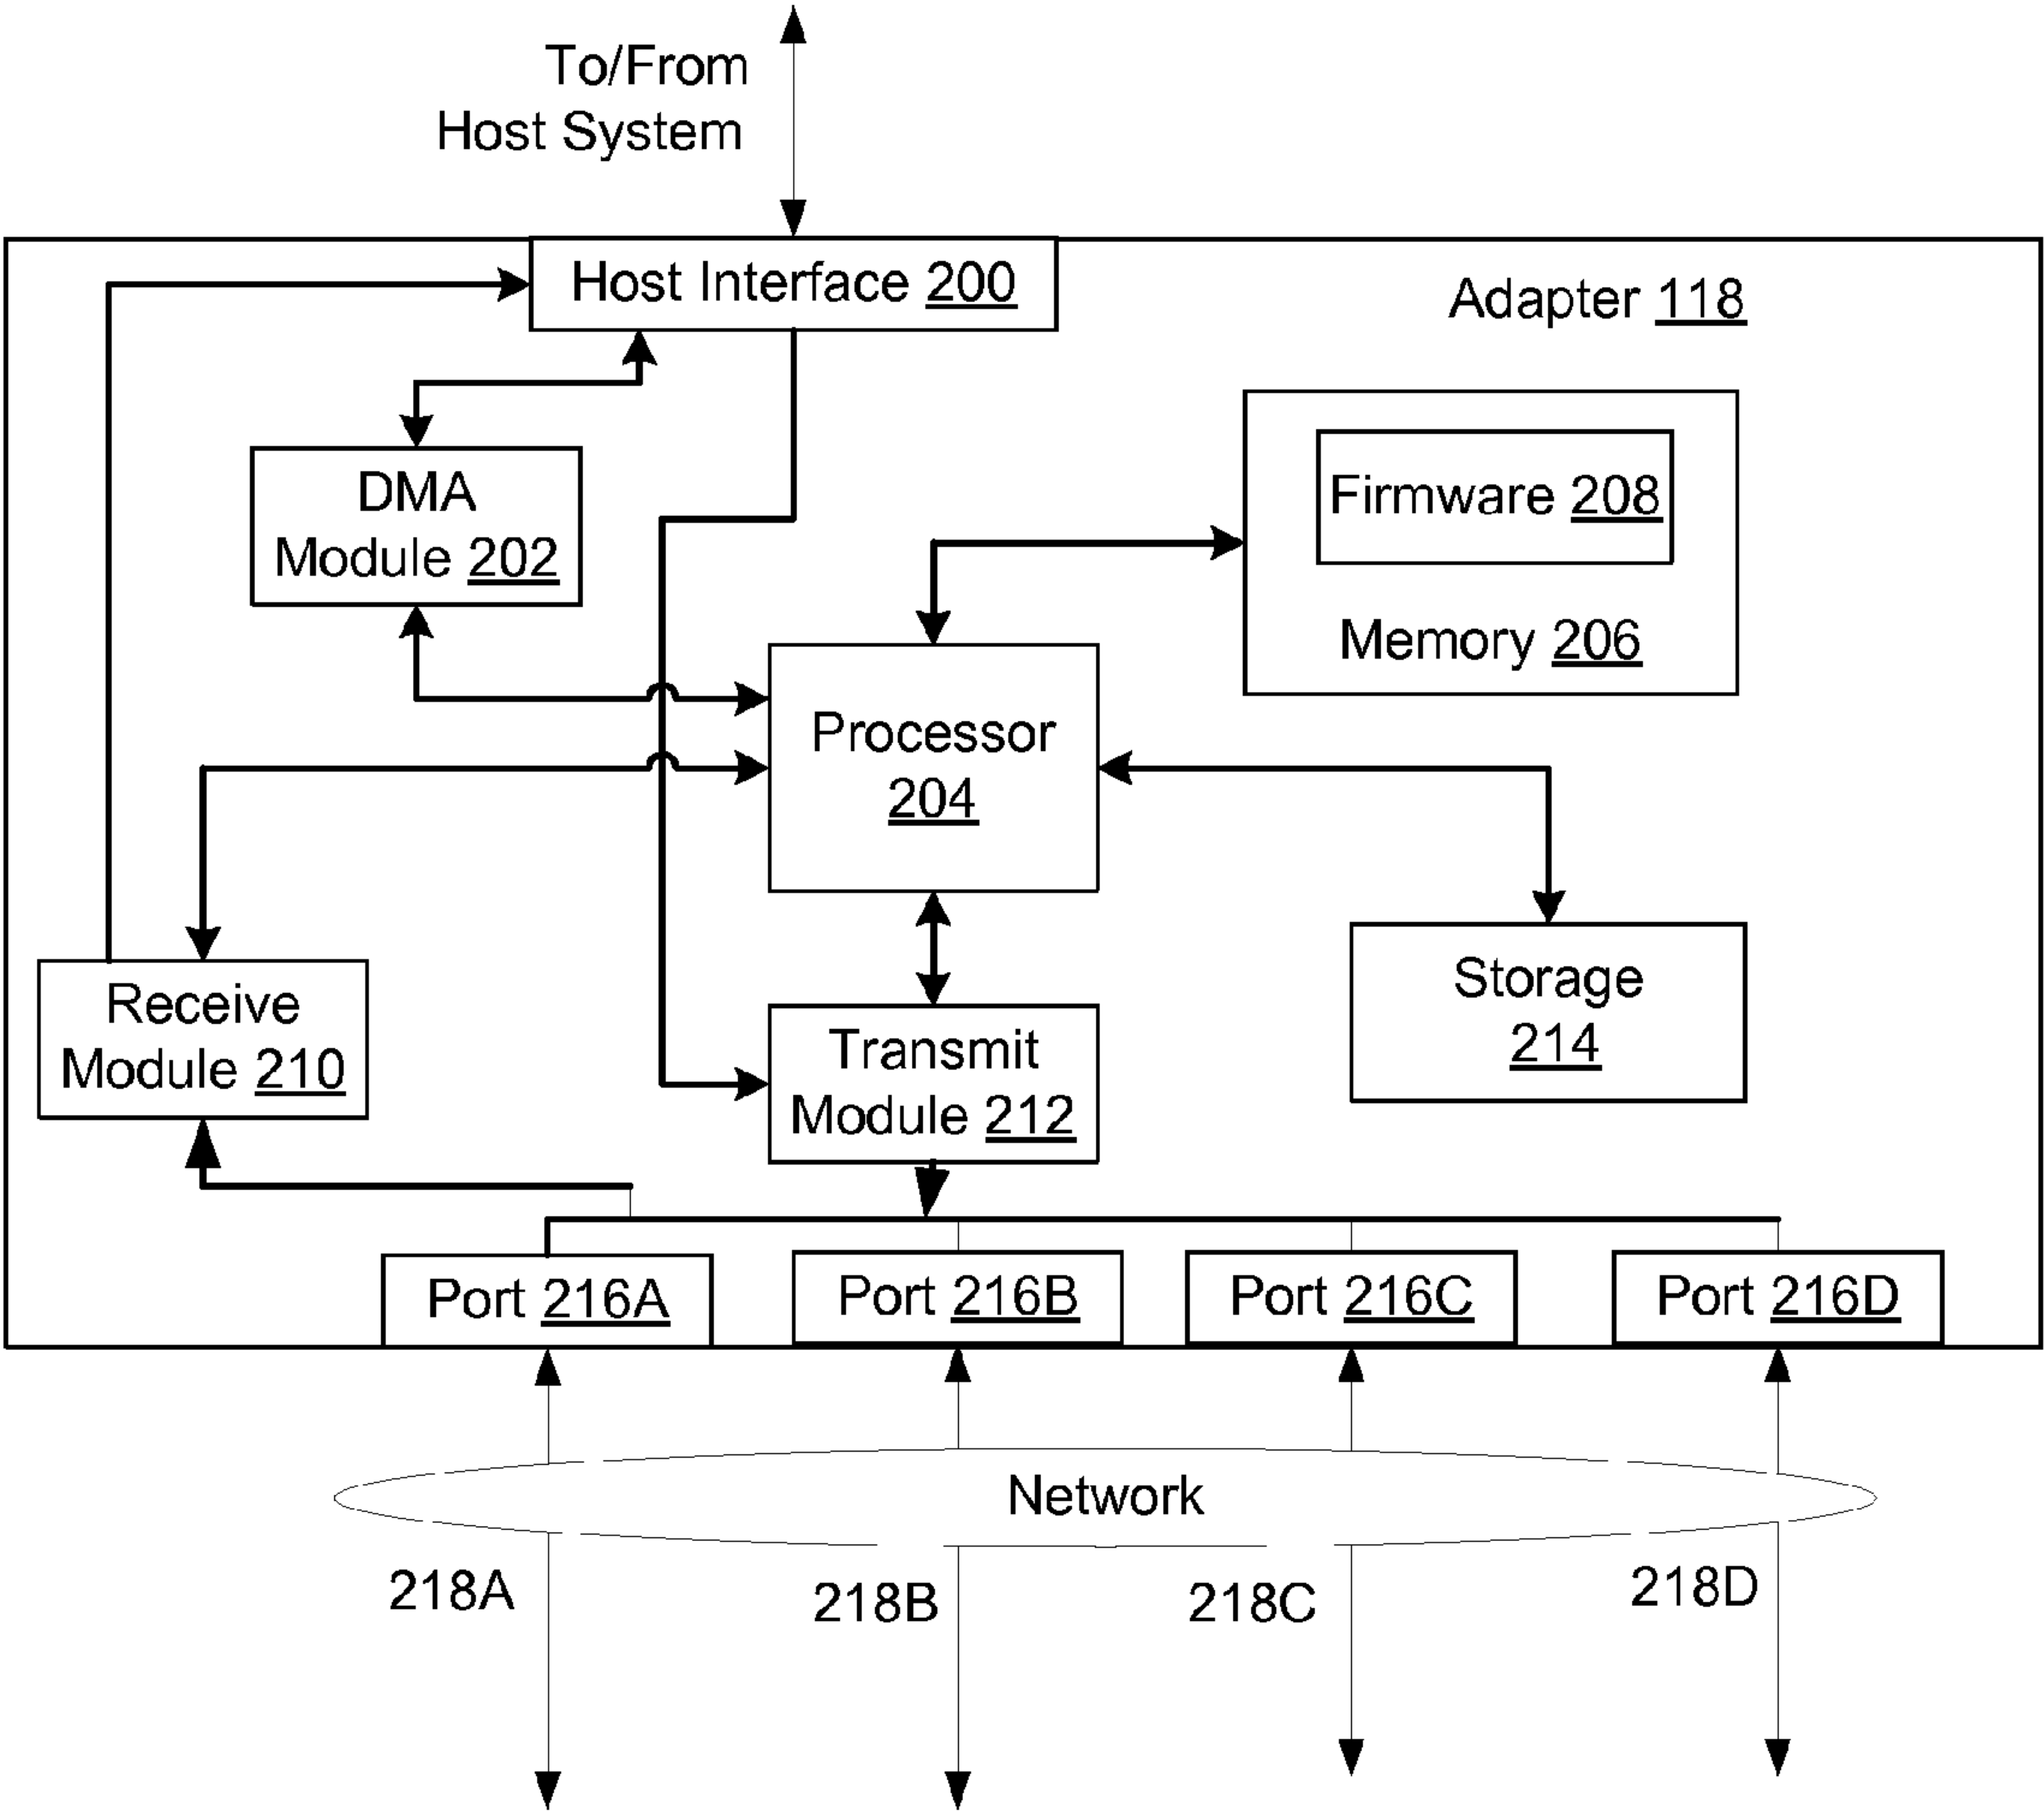 To/From
Host System
Host Interface 200
Adapter 118
DMA
Module 202
Firmware 208
Memory 206
Processor
204
Receive
Module 210
Transmit
Module 212
Storage
214
Port 216A
Port 216B
Port 216C
Port 216D
Network
218A
218B
218C
218D